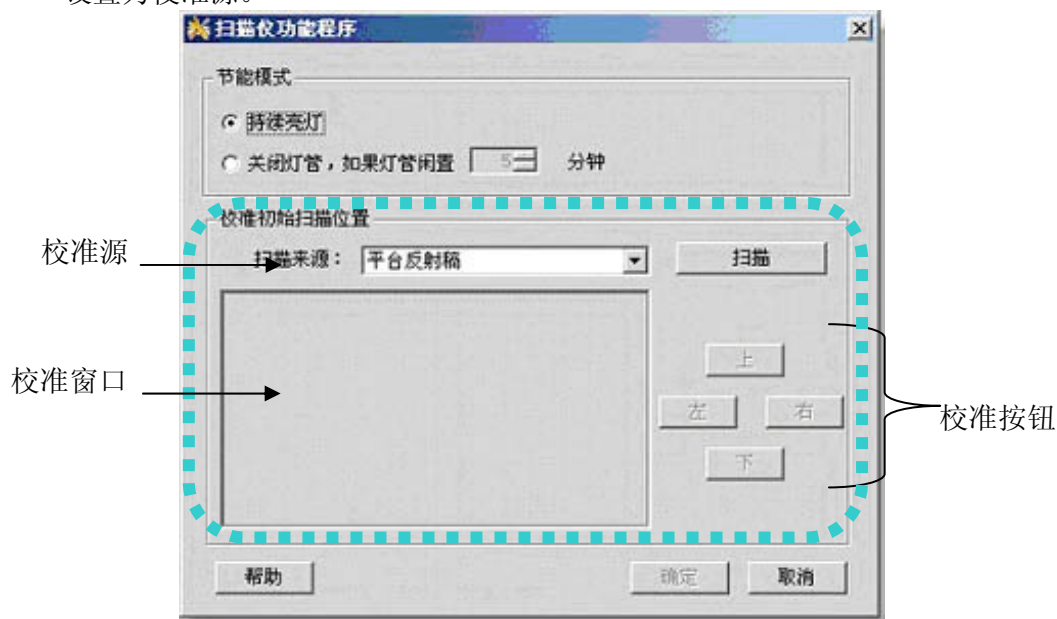 设置为校准源。
扫描仪功能程序
节能模式
持续亮灯
关闭灯管，如果灯管闲置 5 分钟
校准初始扫描位置
校准源
扫描来源： 平台反射稿 扫描
上
校准窗口
左 右
校准按钮
下
帮助 确定 取消